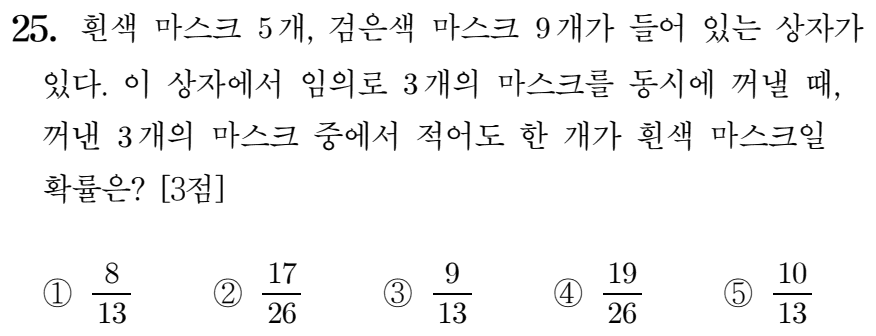 25. 흰색 마스크 5개, 검은색 마스크 9개가 들어 있는 상자가
있다. 이 상자에서 임의로 3개의 마스크를 동시에 꺼낼 때,
꺼낸 3개의 마스크 중에서 적어도 한 개가 흰색 마스크일
확률은? [3점]
① 8/13 ② 17/26 ③ 9/13 ④ 19/26 ⑤ 10/13